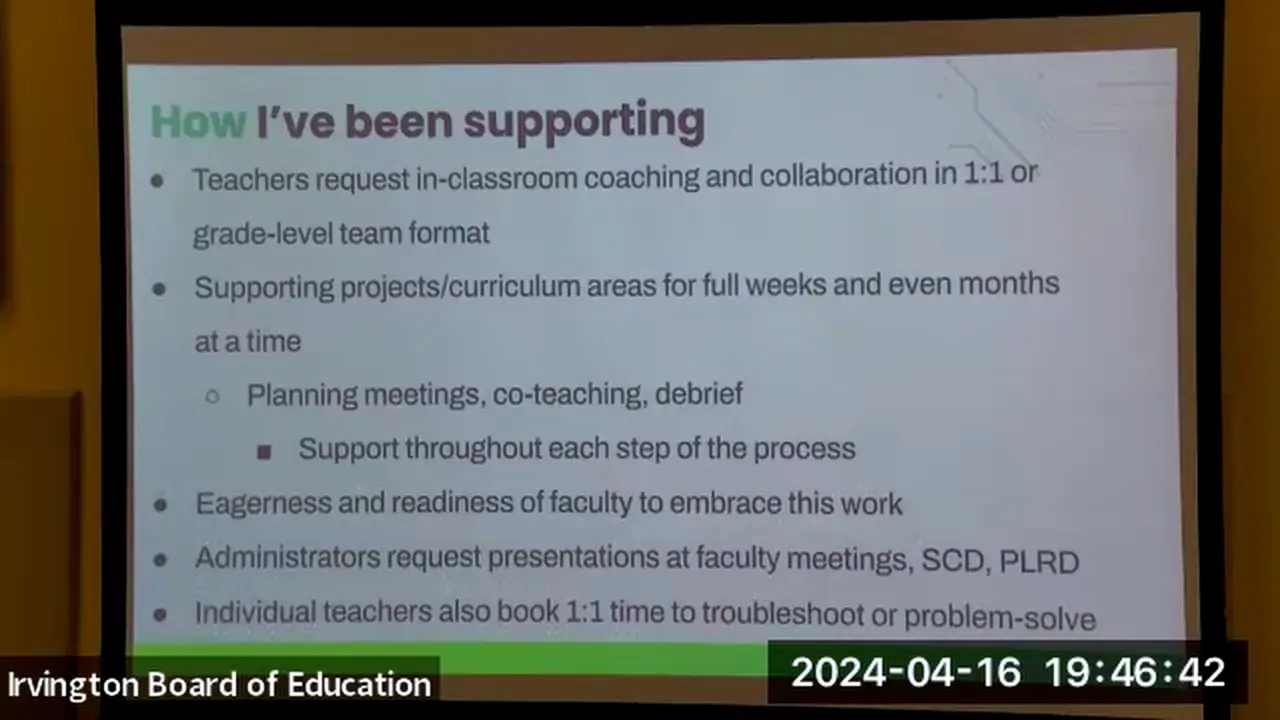 How I've been supporting
● Teachers request in-classroom coaching and collaboration in 1:1 or
grade-level team format
● Supporting projects/curriculum areas for full weeks and even months
at a time
○ Planning meetings, co-teaching, debrief
■ Support throughout each step of the process
● Eagerness and readiness of faculty to embrace this work
● Administrators request presentations at faculty meetings, SCD, PLRD
● Individual teachers also book 1:1 time to troubleshoot or problem-solve
Irvington Board of Education
2024-04-16 19:46:42